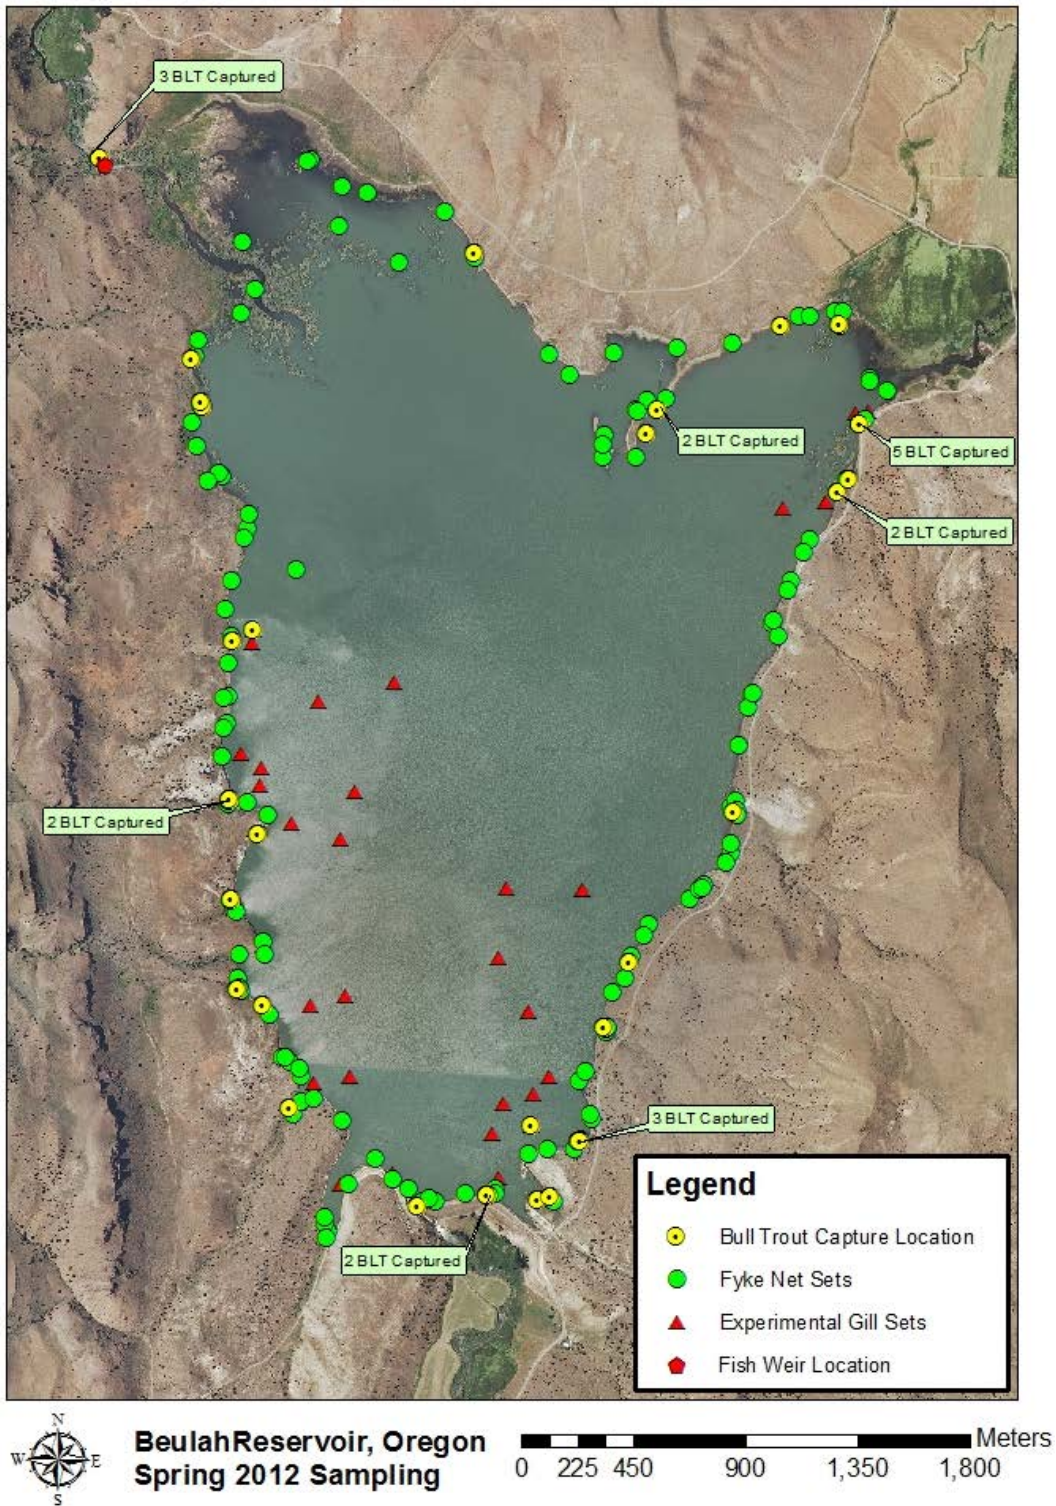 3 BLT Captured
2 BLT Captured
5 BLT Captured
2 BLT Captured
2 BLT Captured
3 BLT Captured
2 BLT Captured
Legend
Bull Trout Capture Location
Fyke Net Sets
Experimental Gill Sets
Fish Weir Location
N
W E
S
BeulahReservoir, Oregon
Spring 2012 Sampling
Meters
0 225 450 900 1,350 1,800